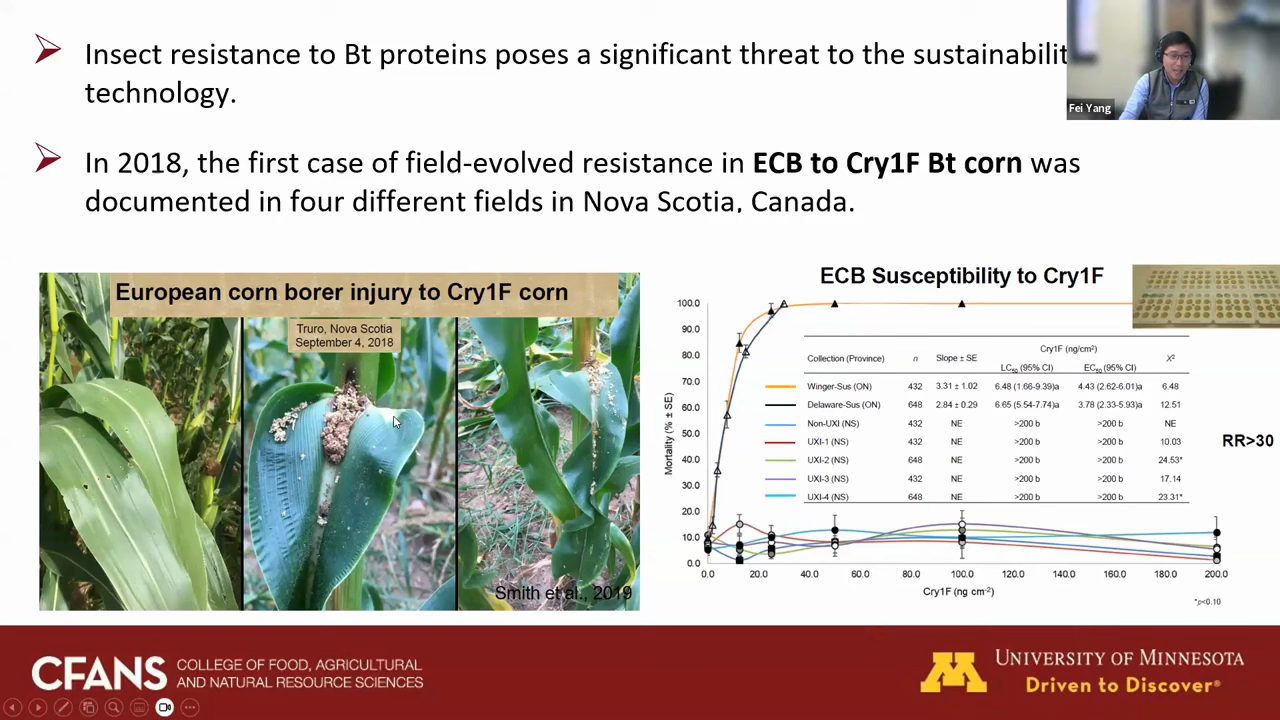 Insect resistance to Bt proteins poses a significant threat to the sustainabilit
technology.
Fei Yang
In 2018, the first case of field-evolved resistance in ECB to Cry1F Bt corn was
documented in four different fields in Nova Scotia, Canada.
European corn borer injury to Cry1F corn
Truro, Nova Scotia
September 4, 2018
Smith et al., 2019
ECB Susceptibility to Cry1F
Mortality (% ± SE)
100.0
90.0
80.0
70.0
60.0
50.0
40.0
30.0
20.0
10.0
0.0
Cry1F (ng/cm²)
Collection (Province) n Slope ± SE LC50 (95% CI) EC50 (95% CI) X²
Winger-Sus (ON) 432 3.31 ± 1.02 6.48 (1.66-9.39)a 4.43 (2.62-6.01)a 6.48
Delaware-Sus (ON) 648 2.84 ± 0.29 6.65 (5.54-7.74)a 3.78 (2.33-5.93)a 12.51
Non-UXI (NS) 432 NE >200 b >200 b NE
UXI-1 (NS) 432 NE >200 b >200 b 10.03
UXI-2 (NS) 648 NE >200 b >200 b 24.53*
UXI-3 (NS) 432 NE >200 b >200 b 17.14
UXI-4 (NS) 648 NE >200 b >200 b 23.31*
RR>30
0.0 20.0 40.0 60.0 80.0 100.0 120.0 140.0 160.0 180.0 200.0
Cry1F (ng cm-2)
*p<0.10
CFANS
COLLEGE OF FOOD, AGRICULTURAL
AND NATURAL RESOURCE SCIENCES
M
UNIVERSITY OF MINNESOTA
Driven to Discover®